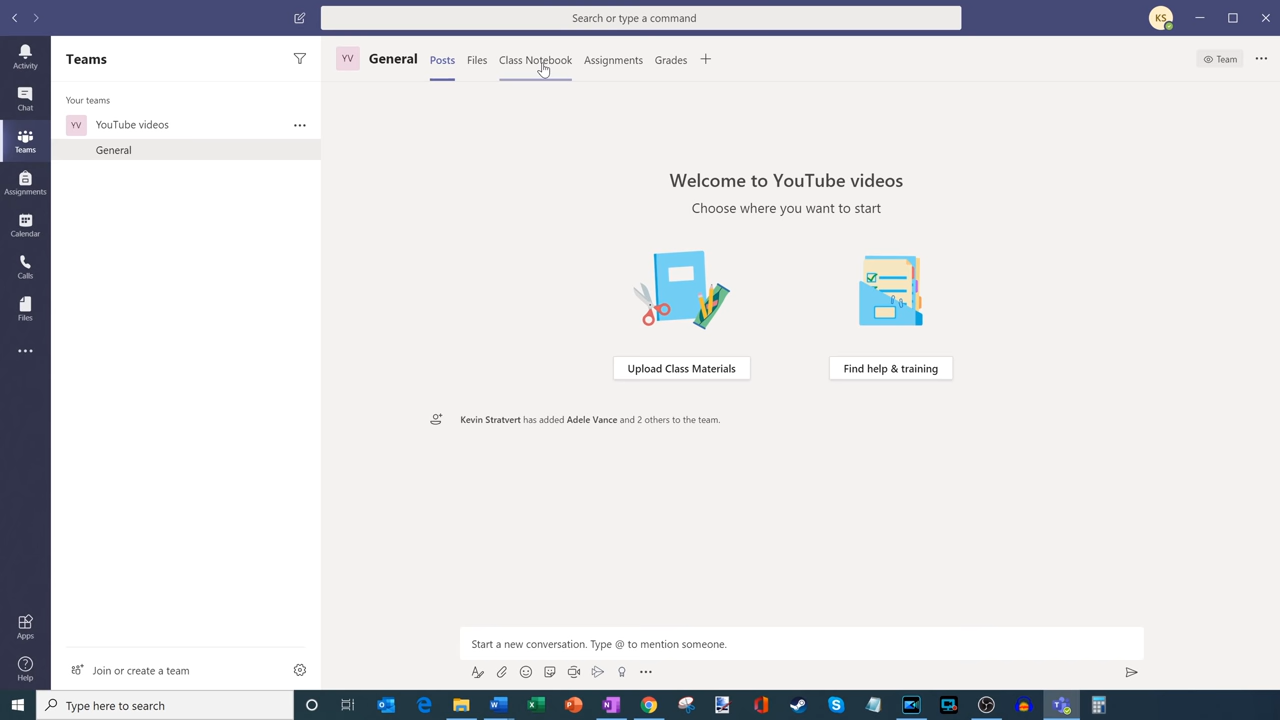 Search or type a command
KS
Activity
Chat
Teams
Assignments
Calendar
Calls
Files
Apps
Help
Teams
Your teams
YV YouTube videos
General
Join or create a team
YV General Posts Files Class Notebook Assignments Grades
Team
Welcome to YouTube videos
Choose where you want to start
Upload Class Materials
Find help & training
Kevin Stratvert has added Adele Vance and 2 others to the team.
Start a new conversation. Type @ to mention someone.
Type here to search